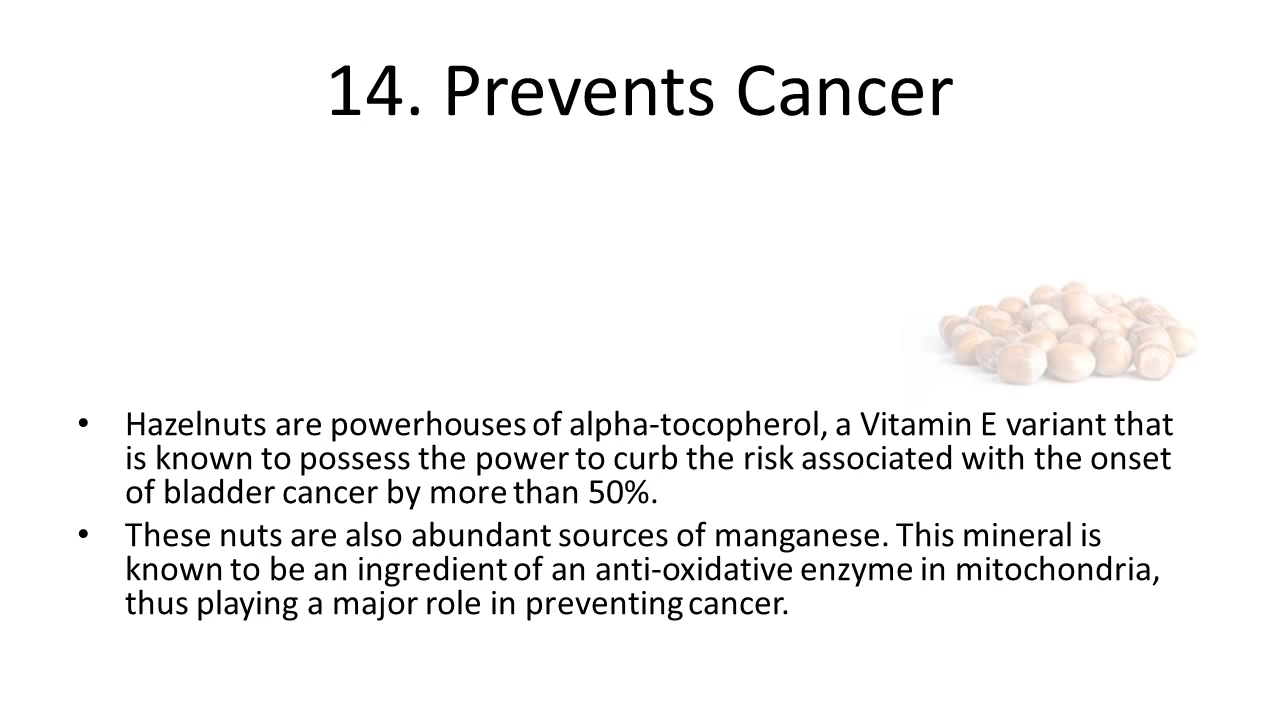 14. Prevents Cancer
• Hazelnuts are powerhouses of alpha-tocopherol, a Vitamin E variant that
is known to possess the power to curb the risk associated with the onset
of bladder cancer by more than 50%.
• These nuts are also abundant sources of manganese. This mineral is
known to be an ingredient of an anti-oxidative enzyme in mitochondria,
thus playing a major role in preventing cancer.